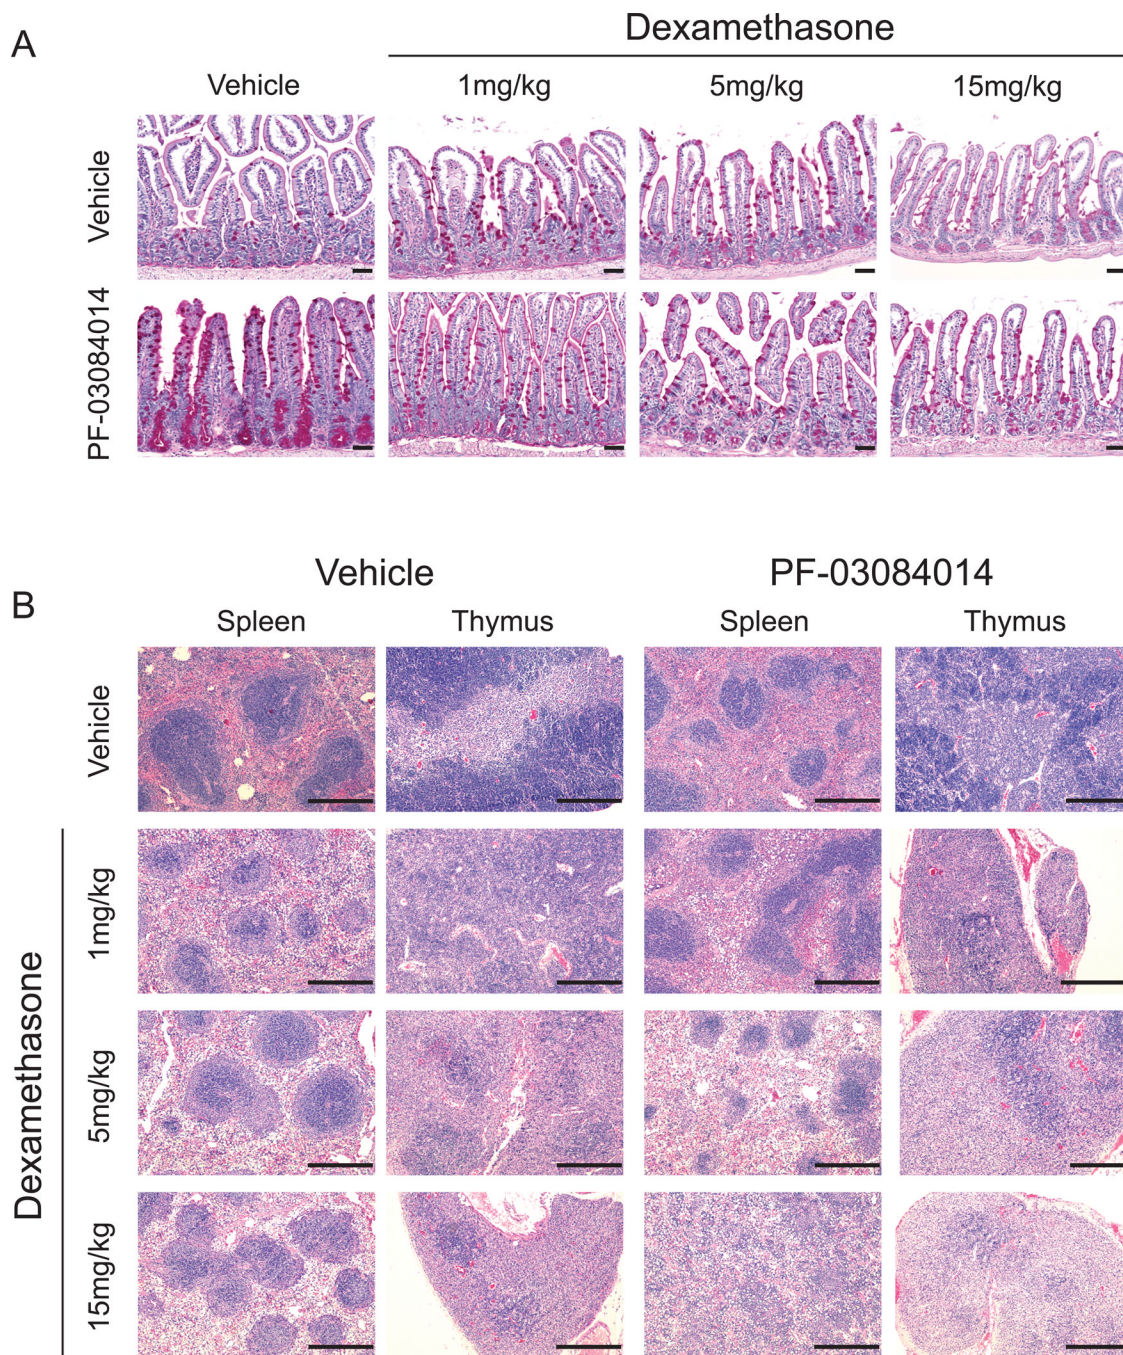 A
Dexamethasone
Vehicle
1mg/kg
5mg/kg
15mg/kg
Vehicle
PF-03084014
B
Vehicle
PF-03084014
Spleen
Thymus
Spleen
Thymus
Vehicle
Dexamethasone
1mg/kg
5mg/kg
15mg/kg